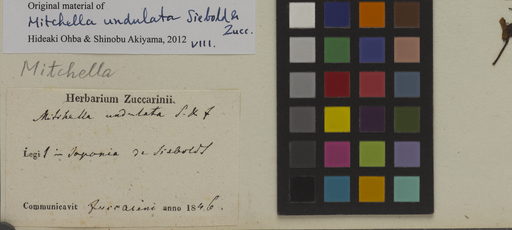 Original material of
Mitchella undulata Siebold &
Zucc.
Hideaki Ohba & Shinobu Akiyama, 2012 VIII.
Mitchella
Herbarium Zuccarinii.
Mitchella undulata S. & Z
Legit Japonia de Siebold
Communicavit Zuccarini anno 1846.